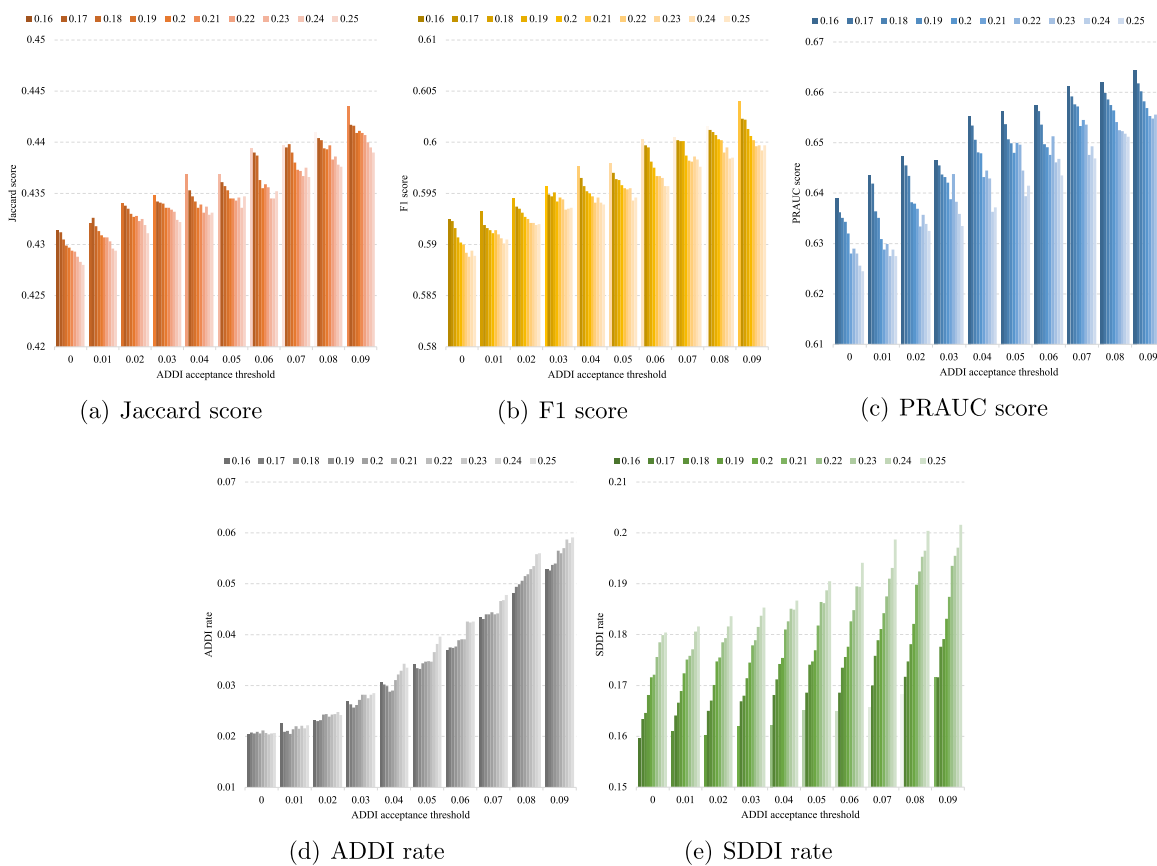 0.16 0.17 0.18 0.19 0.2 0.21 0.22 0.23 0.24 0.25
0.45
0.445
0.44
0.435
0.43
0.425
0.42
Jaccard score
0 0.01 0.02 0.03 0.04 0.05 0.06 0.07 0.08 0.09
ADDI acceptance threshold
(a) Jaccard score
0.16 0.17 0.18 0.19 0.2 0.21 0.22 0.23 0.24 0.25
0.61
0.605
0.6
0.595
0.59
0.585
0.58
F1 score
0 0.01 0.02 0.03 0.04 0.05 0.06 0.07 0.08 0.09
ADDI acceptance threshold
(b) F1 score
0.16 0.17 0.18 0.19 0.2 0.21 0.22 0.23 0.24 0.25
0.67
0.66
0.65
0.64
0.63
0.62
0.61
PRAUC score
0 0.01 0.02 0.03 0.04 0.05 0.06 0.07 0.08 0.09
ADDI acceptance threshold
(c) PRAUC score
0.16 0.17 0.18 0.19 0.2 0.21 0.22 0.23 0.24 0.25
0.07
0.06
0.05
0.04
0.03
0.02
0.01
ADDI rate
0 0.01 0.02 0.03 0.04 0.05 0.06 0.07 0.08 0.09
ADDI acceptance threshold
(d) ADDI rate
0.16 0.17 0.18 0.19 0.2 0.21 0.22 0.23 0.24 0.25
0.21
0.2
0.19
0.18
0.17
0.16
0.15
SDDI rate
0 0.01 0.02 0.03 0.04 0.05 0.06 0.07 0.08 0.09
ADDI acceptance threshold
(e) SDDI rate